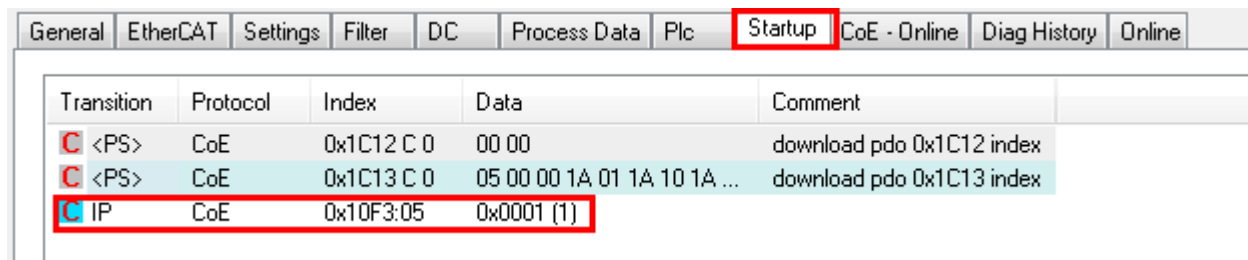 General EtherCAT Settings Filter DC Process Data Plc Startup CoE - Online Diag History Online
Transition Protocol Index Data Comment
C <PS> CoE 0x1C12 C 0 00 00 download pdo 0x1C12 index
C <PS> CoE 0x1C13 C 0 05 00 00 1A 01 1A 10 1A ... download pdo 0x1C13 index
C IP CoE 0x10F3:05 0x0001 (1)